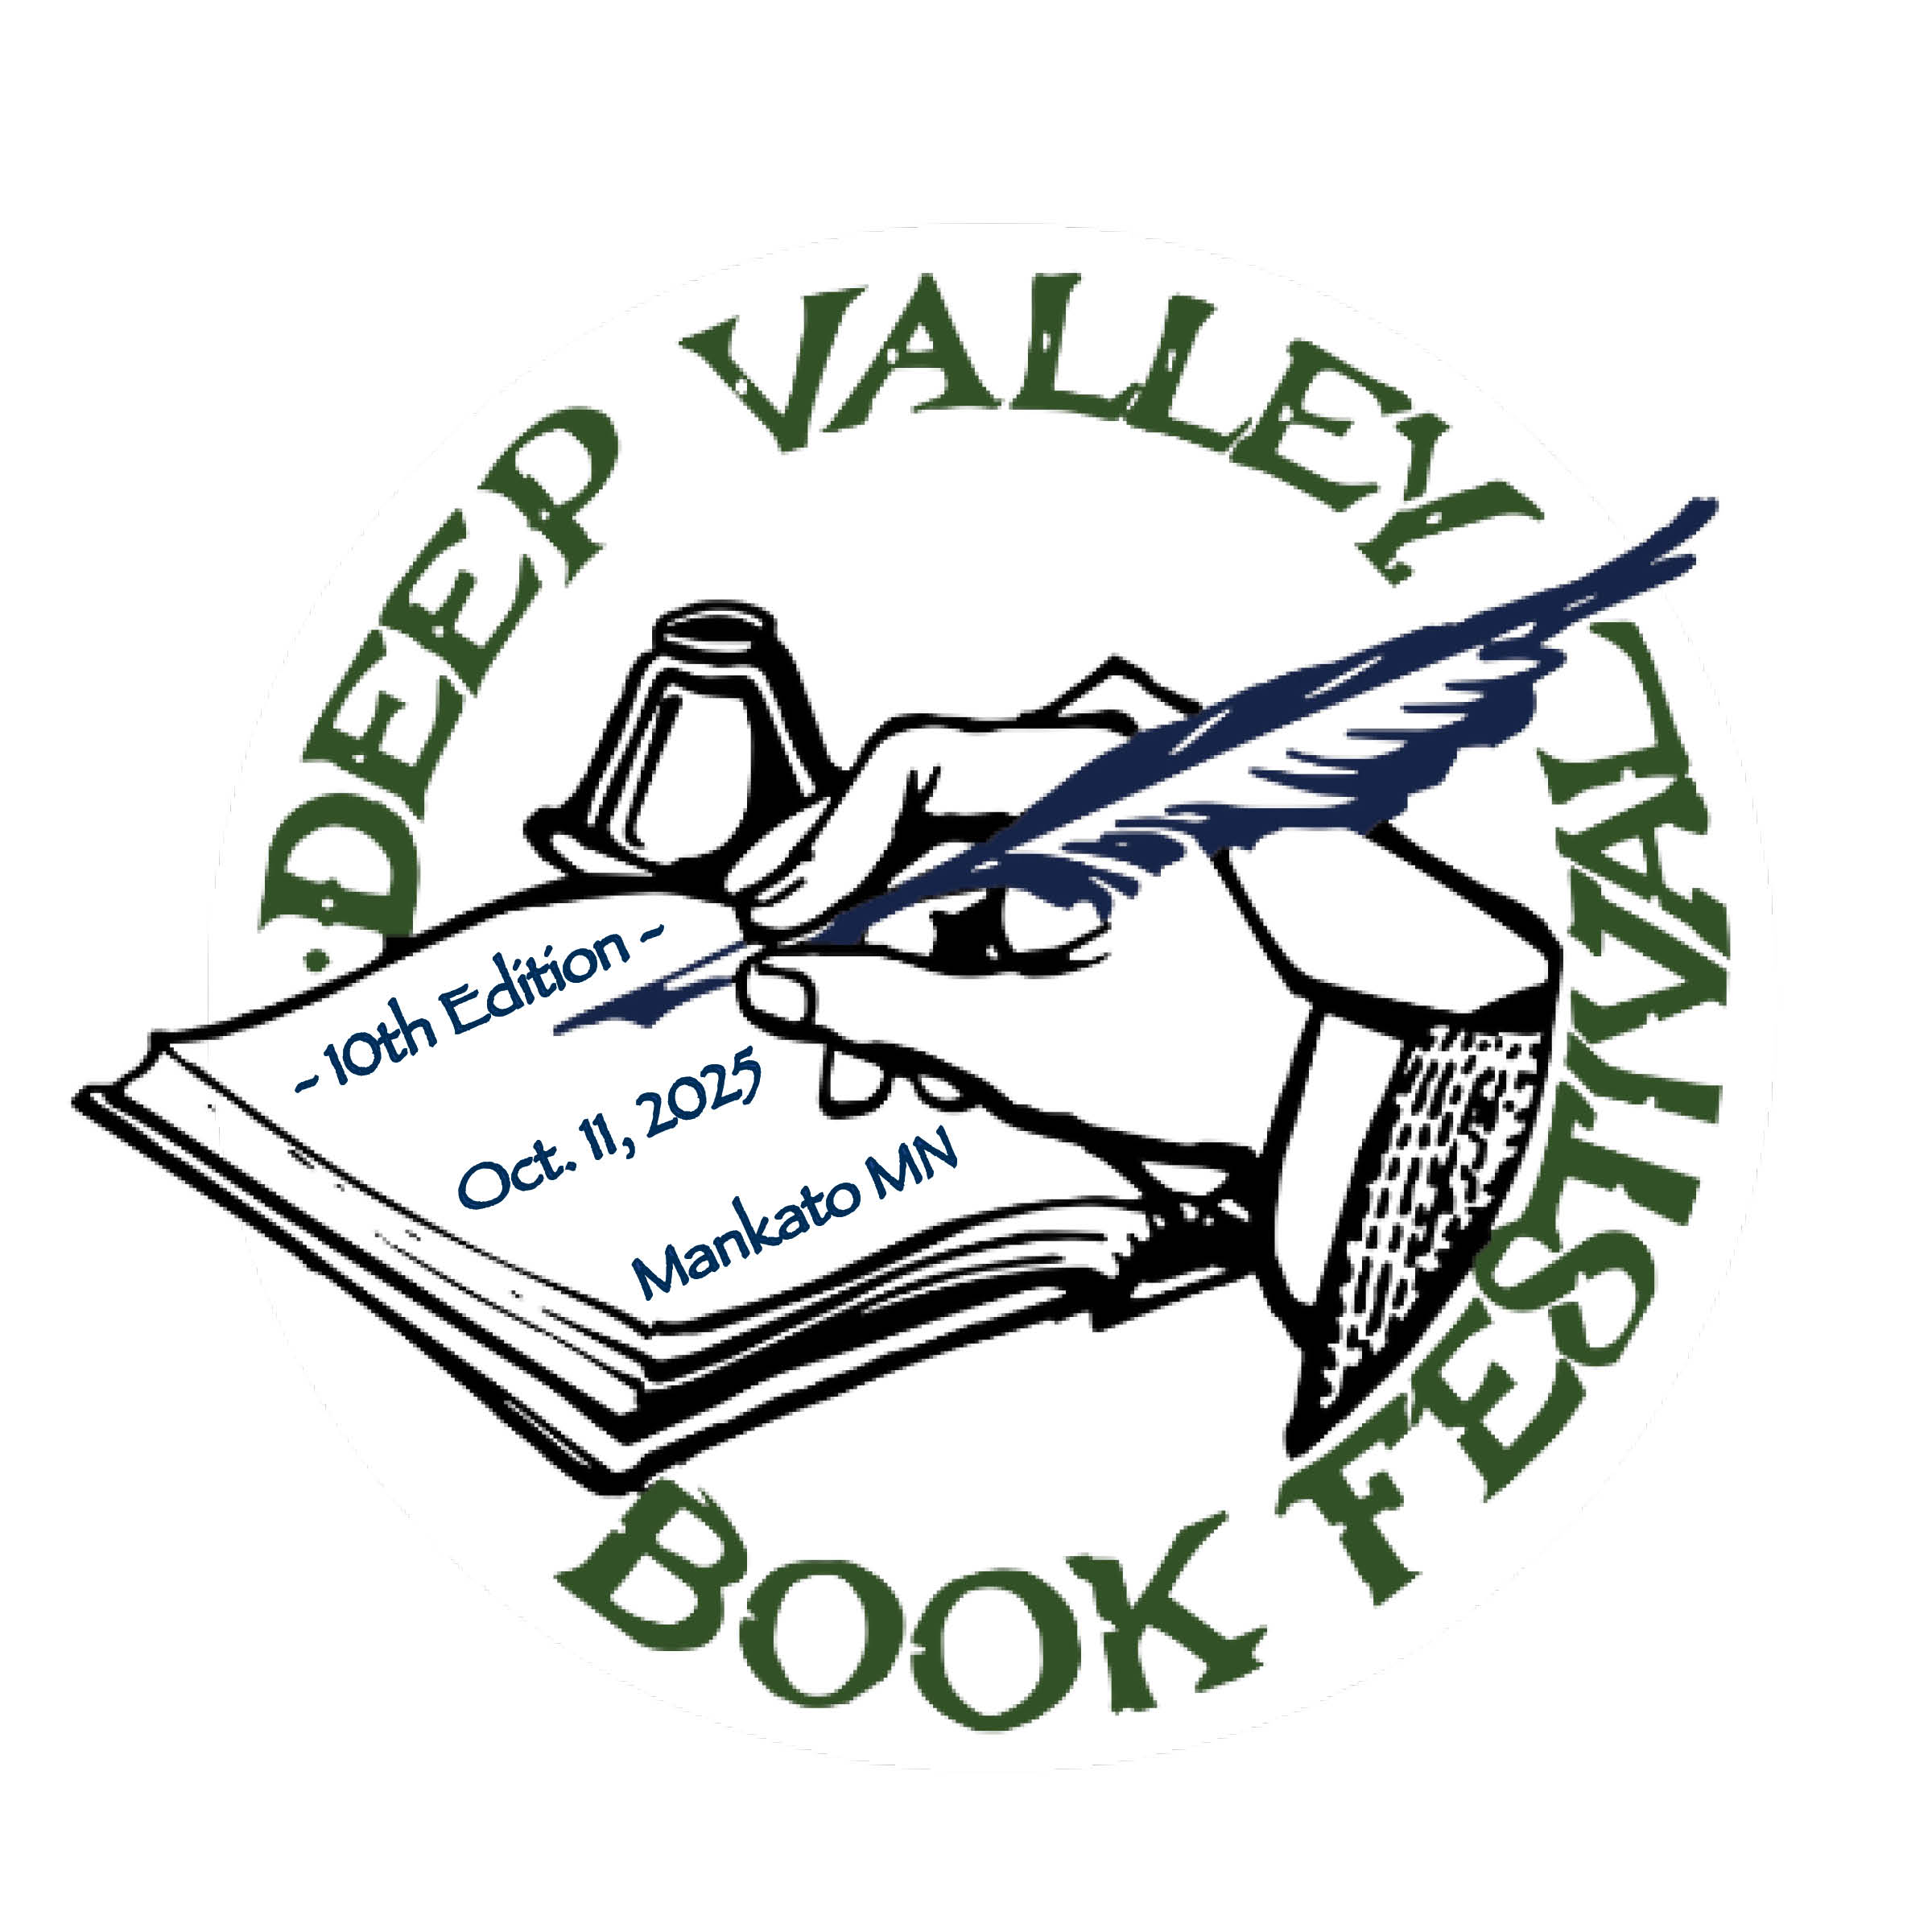 DEEP VALLEY
BOOK FESTIVAL
~10th Edition~
Oct. 11, 2025
Mankato MN